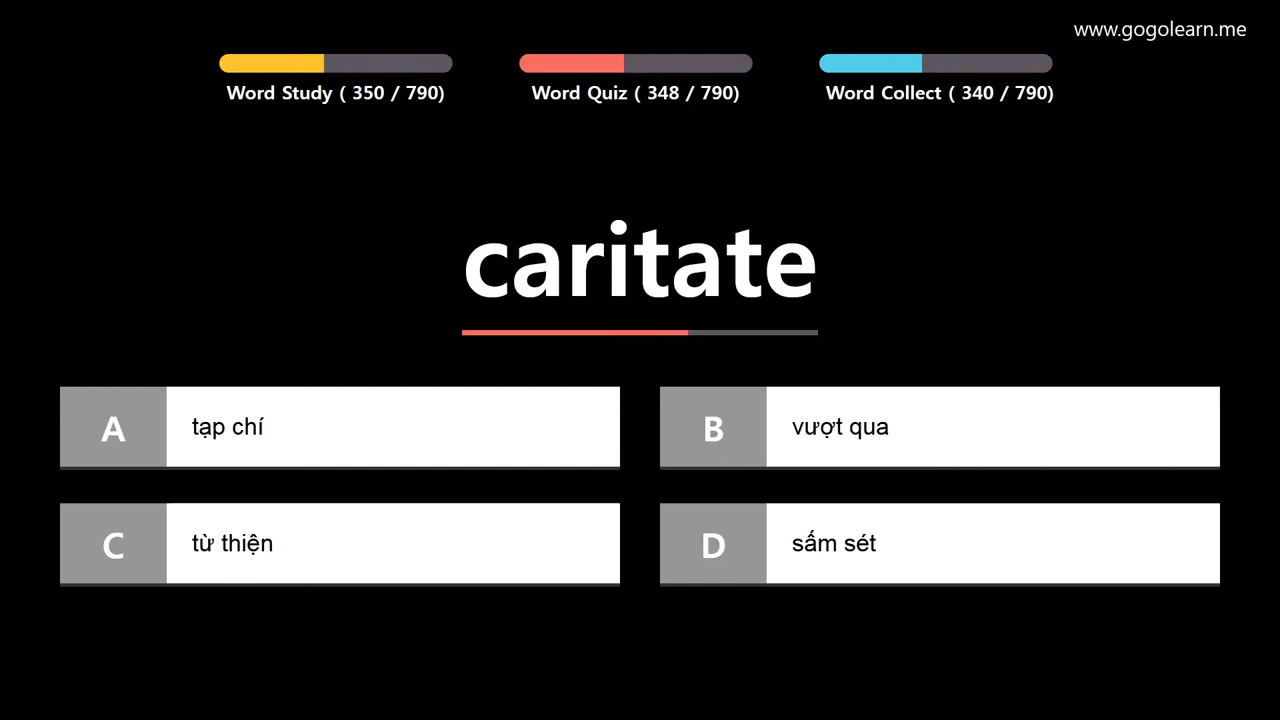 www.gogolearn.me
Word Study ( 350 / 790)
Word Quiz ( 348 / 790)
Word Collect ( 340 / 790)
caritate
A tạp chí
B vượt qua
C từ thiện
D sấm sét